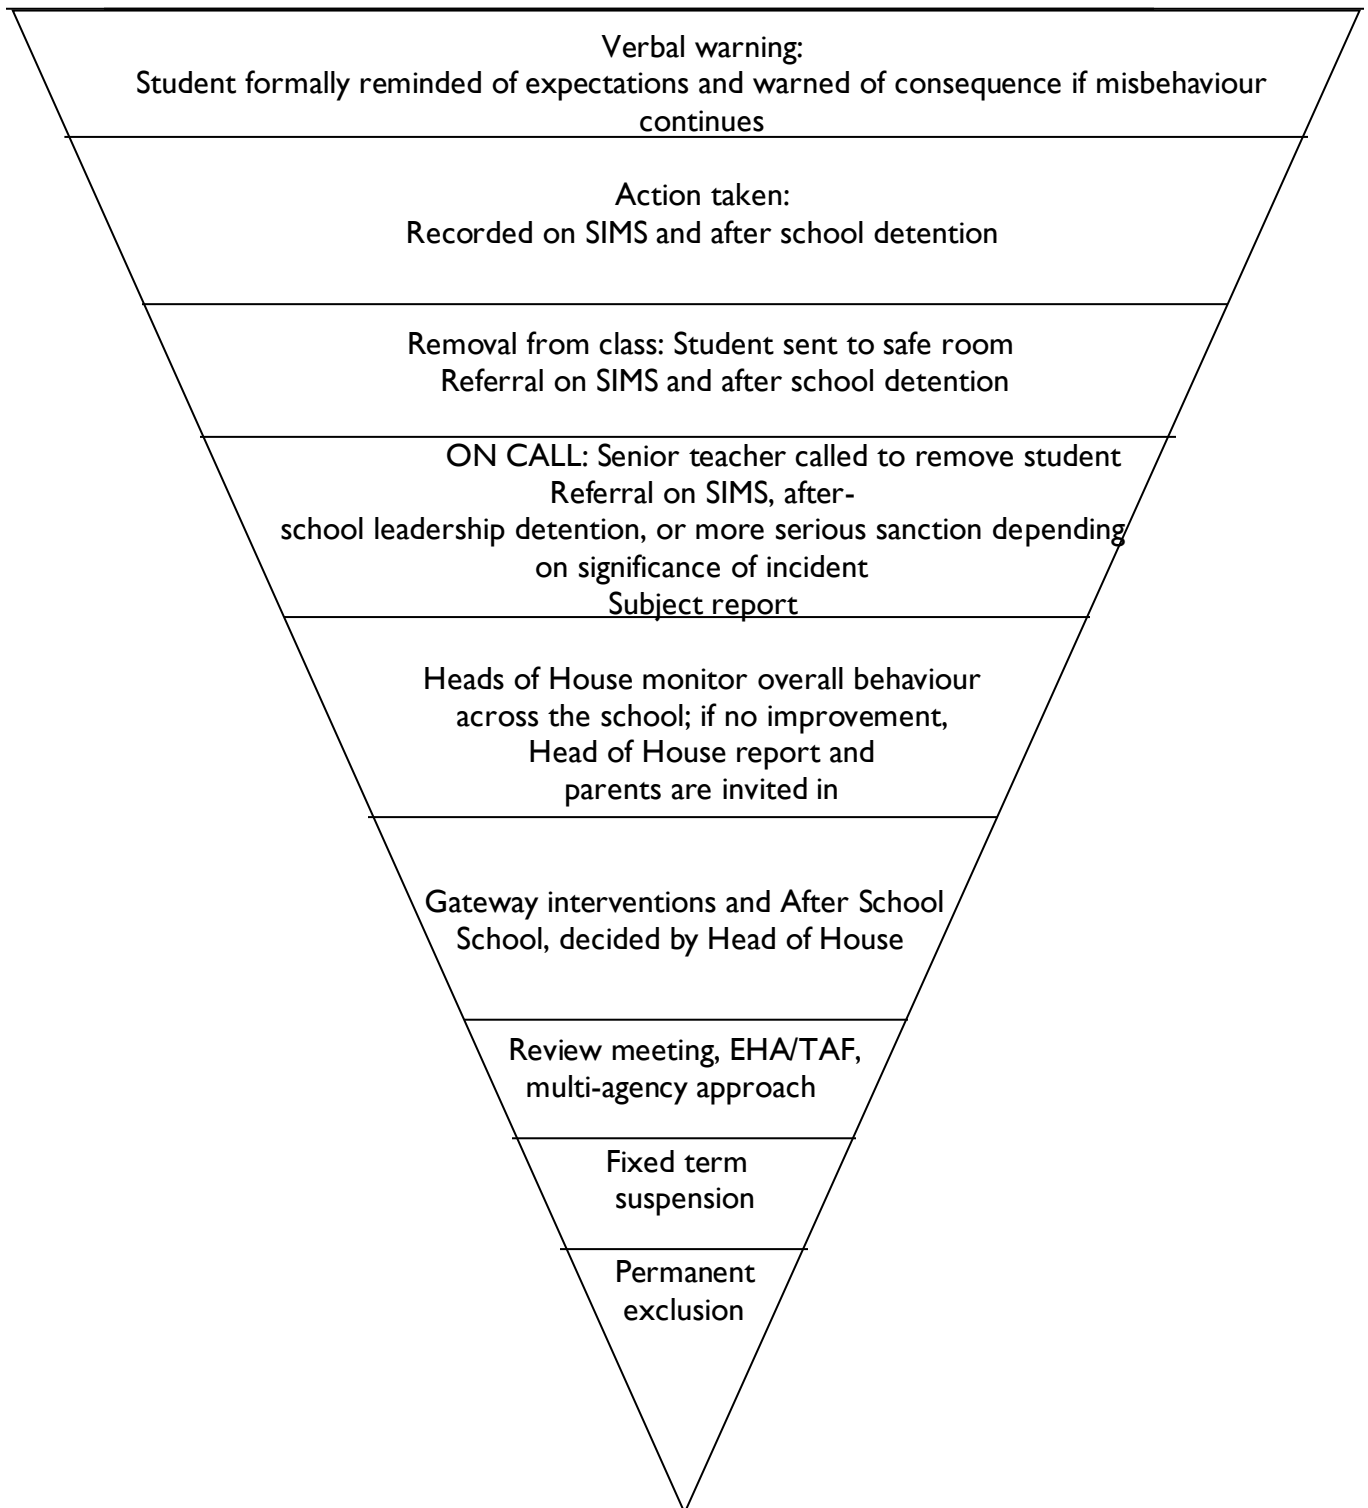 Verbal warning:
Student formally reminded of expectations and warned of consequence if misbehaviour
continues
Action taken:
Recorded on SIMS and after school detention
Removal from class: Student sent to safe room
Referral on SIMS and after school detention
ON CALL: Senior teacher called to remove student
Referral on SIMS, after-
school leadership detention, or more serious sanction depending
on significance of incident
Subject report
Heads of House monitor overall behaviour
across the school; if no improvement,
Head of House report and
parents are invited in
Gateway interventions and After School
School, decided by Head of House
Review meeting, EHA/TAF,
multi-agency approach
Fixed term
suspension
Permanent
exclusion